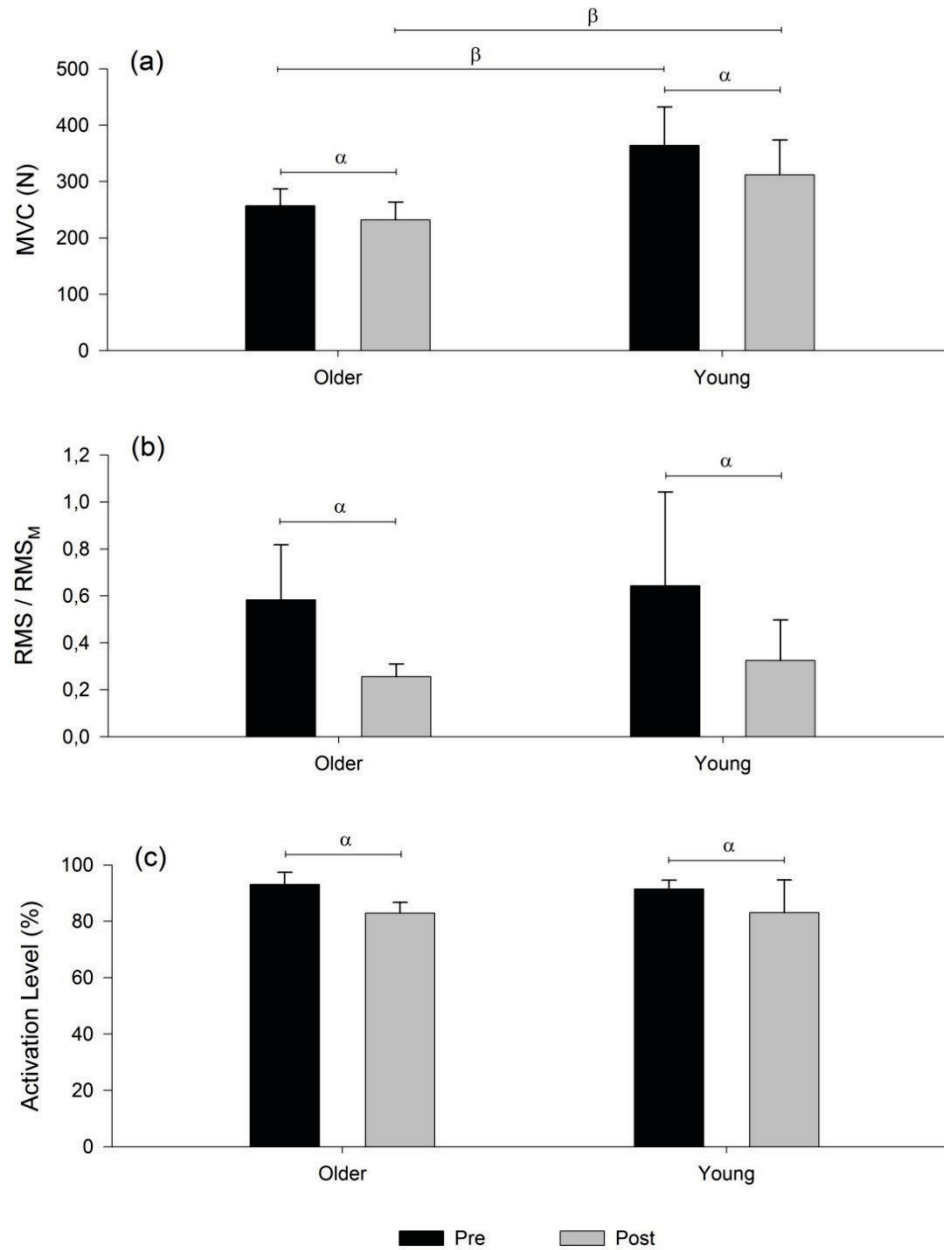 β
β
(a)
α
α
500
400
300
200
100
0
MVC (N)
Older
Young
(b)
α
α
1,2
1,0
0,8
0,6
0,4
0,2
0,0
RMS / RMS_M
Older
Young
(c)
α
α
100
80
60
40
20
0
Activation Level (%)
Older
Young
Pre
Post